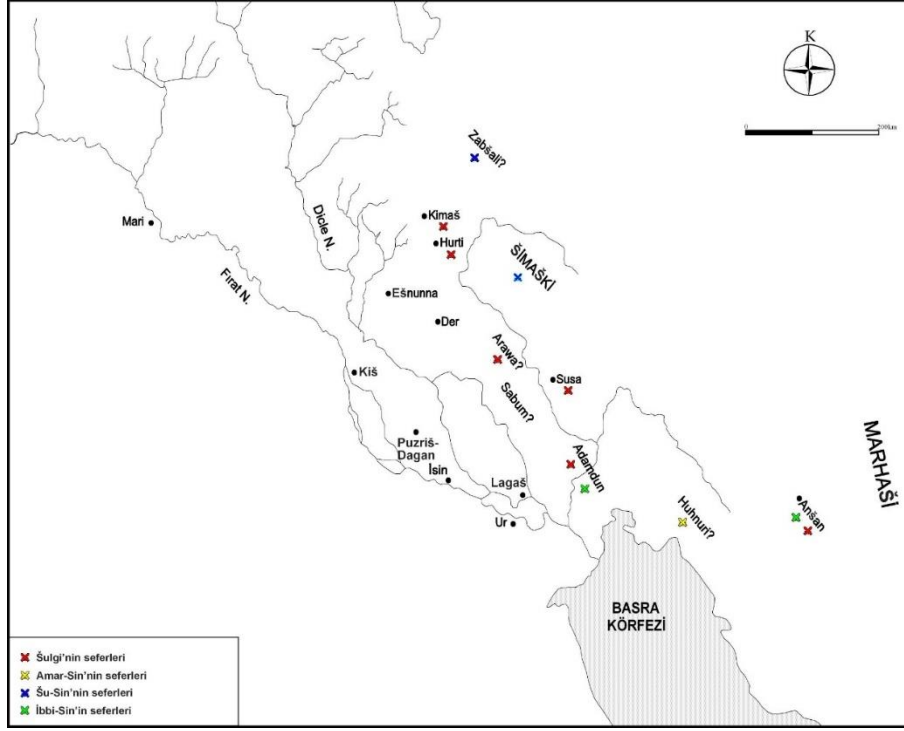 K
0
200km
Zabšali?
Kimaš
Mari
Dicle N.
Hurti
ŠİMAŠKİ
Fırat N.
Ešnunna
Der
Arawa?
Kiš
Susa
Sabum?
MARHAŠİ
Puzriš-
Dagan
İsin
Adamdun
Lagaš
Anšan
Ur
Huhnuri?
BASRA
KÖRFEZİ
Šulgi’nin seferleri
Amar-Sin’nin seferleri
Šu-Sin’nin seferleri
İbbi-Sin’in seferleri